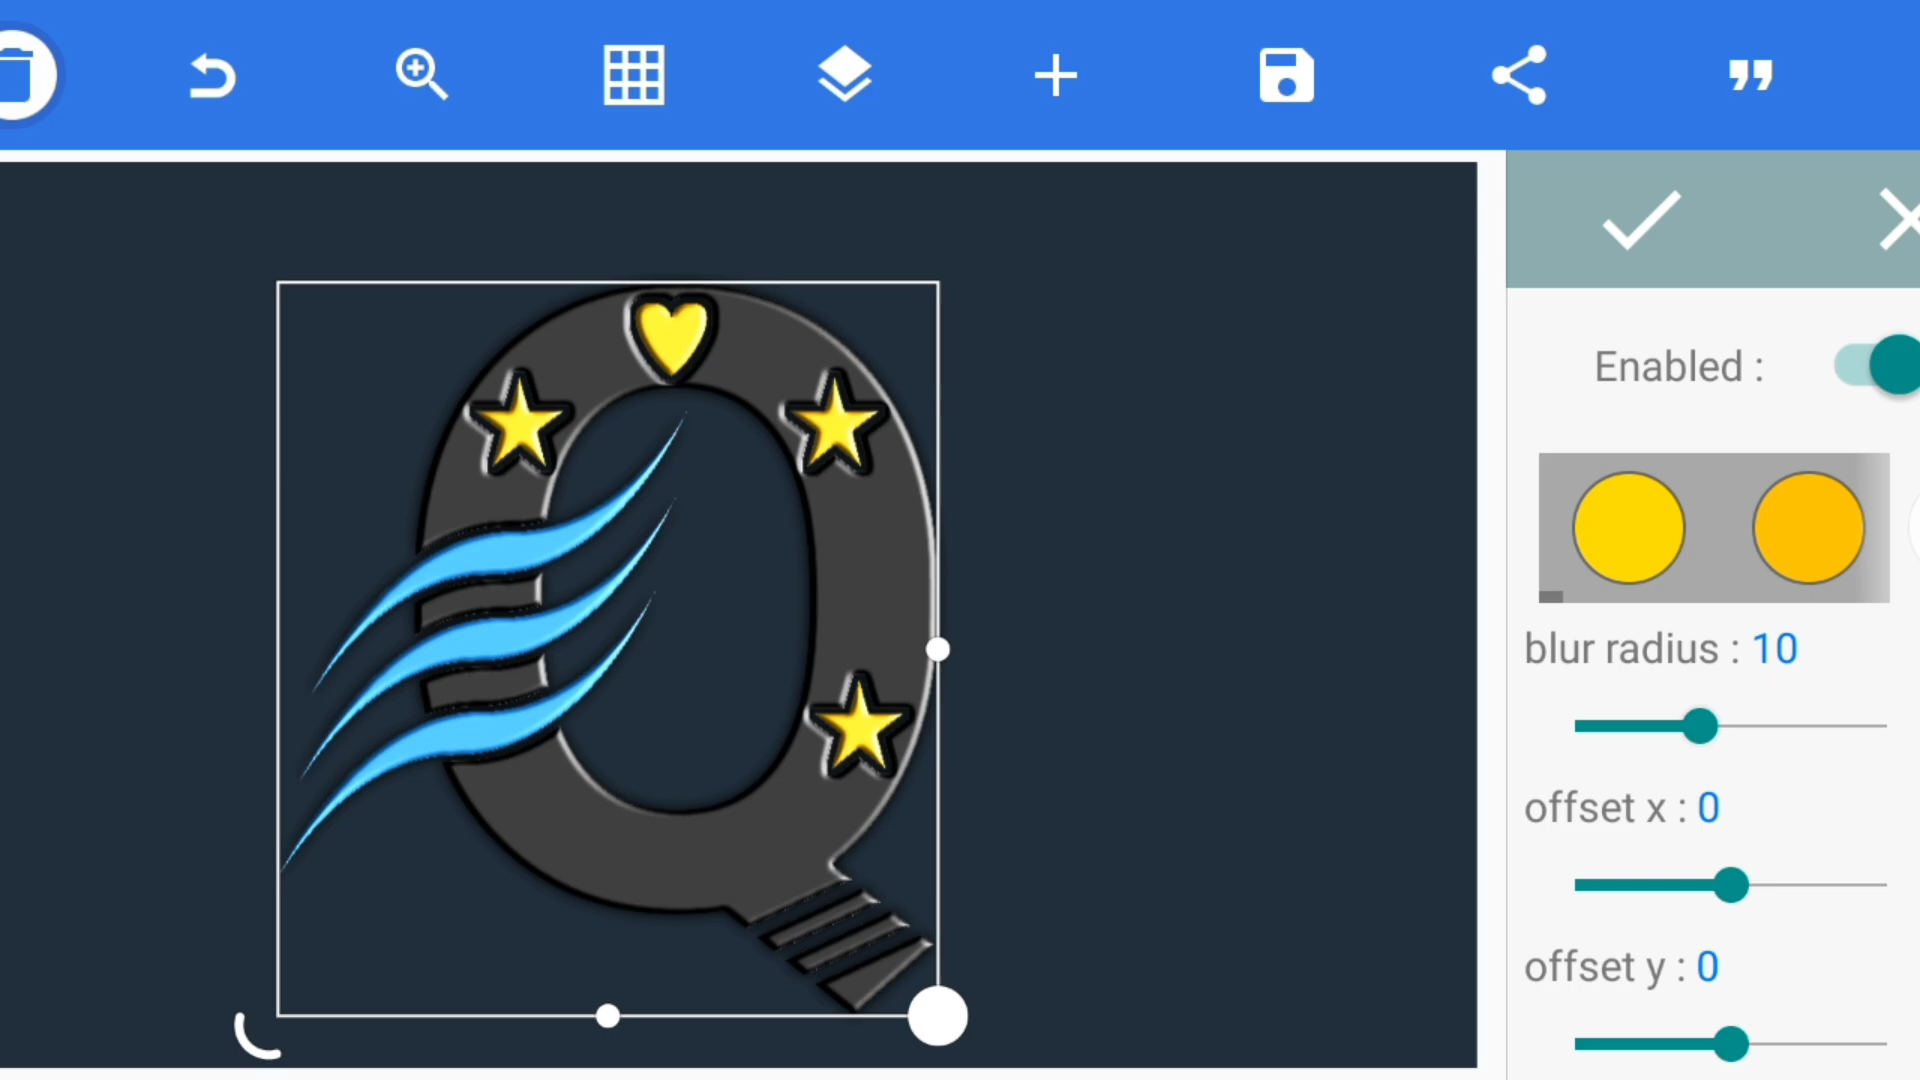 Q
Enabled :
blur radius : 10
offset x : 0
offset y : 0